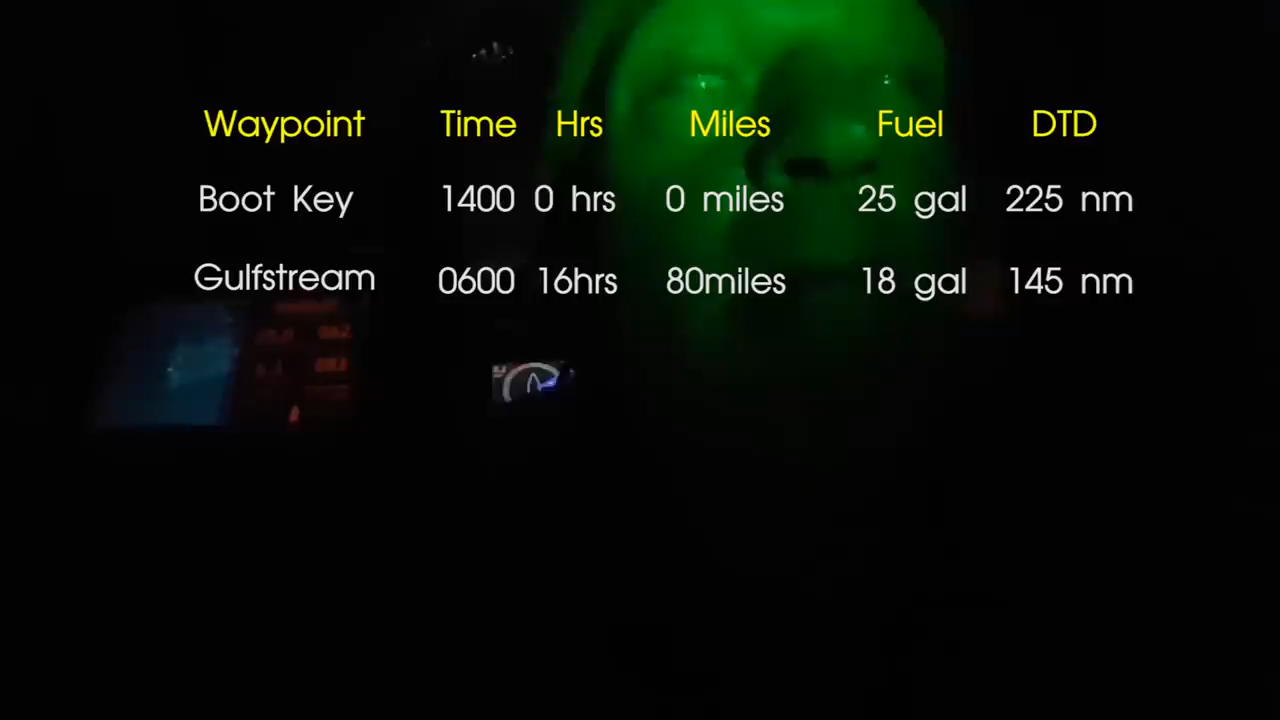 Waypoint Time Hrs Miles Fuel DTD
Boot Key 1400 0 hrs 0 miles 25 gal 225 nm
Gulfstream 0600 16hrs 80miles 18 gal 145 nm